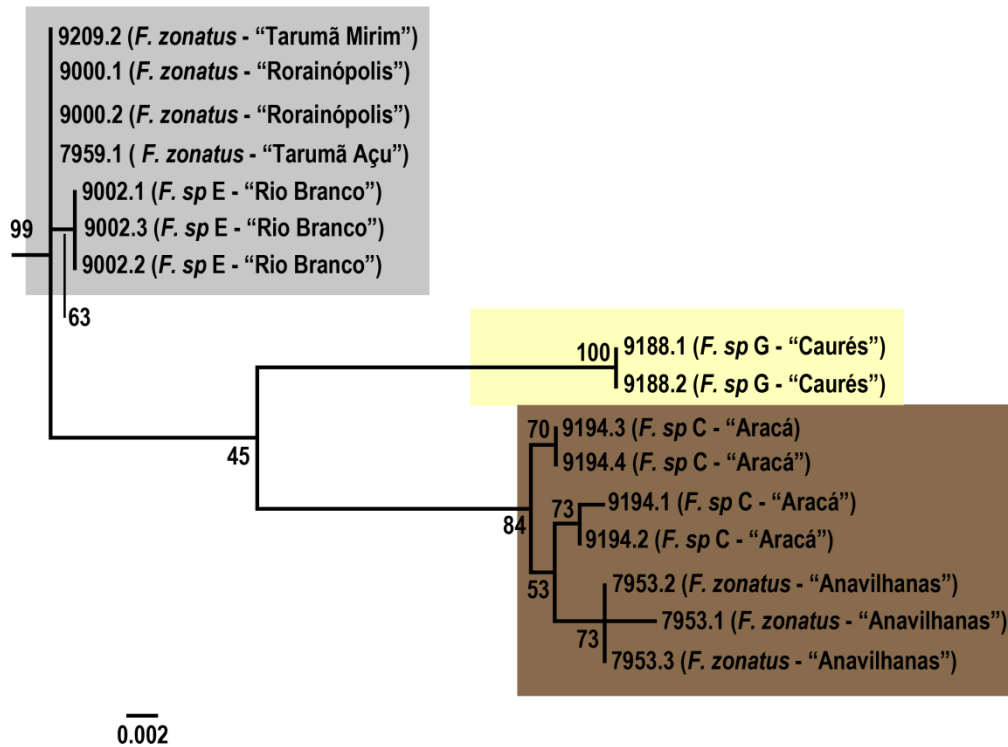 9209.2 (F. zonatus - “Tarumã Mirim”)
9000.1 (F. zonatus - “Rorainópolis”)
9000.2 (F. zonatus - “Rorainópolis”)
7959.1 ( F. zonatus - “Tarumã Açu”)
9002.1 (F. sp E - “Rio Branco”)
99
9002.3 (F. sp E - “Rio Branco”)
9002.2 (F. sp E - “Rio Branco”)
63
100
9188.1 (F. sp G - “Caurés”)
9188.2 (F. sp G - “Caurés”)
70
9194.3 (F. sp C - “Aracá)
45
9194.4 (F. sp C - “Aracá”)
73
9194.1 (F. sp C - “Aracá”)
84
9194.2 (F. sp C - “Aracá”)
53
7953.2 (F. zonatus - “Anavilhanas”)
7953.1 (F. zonatus - “Anavilhanas”)
73
7953.3 (F. zonatus - “Anavilhanas”)
0.002